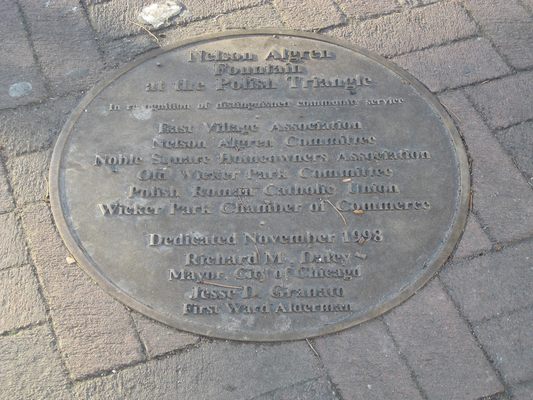 Nelson Algren
Fountain
at the Polish Triangle
In recognition of distinguished community service
East Village Association
Nelson Algren Committee
Noble Square Homeowners Association
Old Wicker Park Committee
Polish Roman Catholic Union
Wicker Park Chamber of Commerce
Dedicated November 1998
Richard M. Daley
Mayor, City of Chicago
Jesse D. Granato
First Ward Alderman